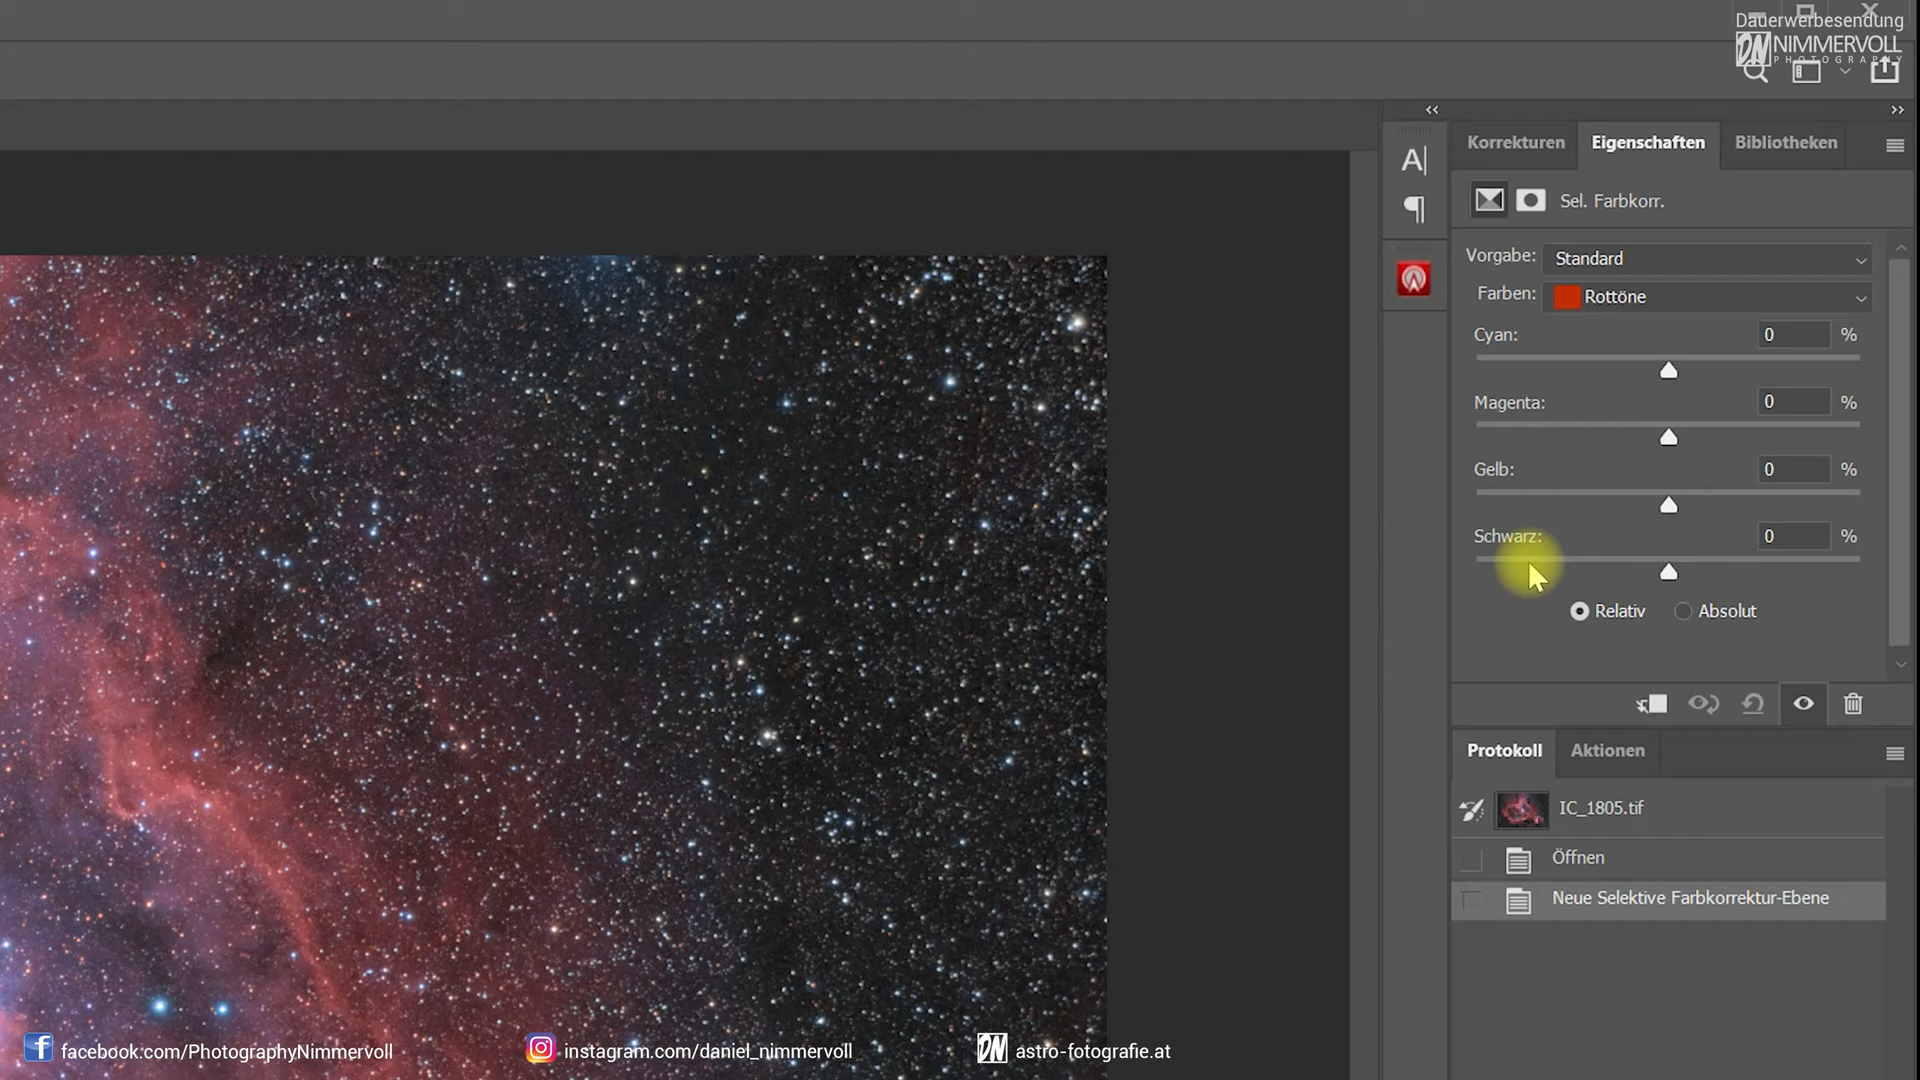 Dauerwerbesendung
DN NIMMERVOLL
PHOTOGRAPHY
Korrekturen Eigenschaften Bibliotheken
Sel. Farbkorr.
Vorgabe: Standard
Farben: Rottöne
Cyan: 0 %
Magenta: 0 %
Gelb: 0 %
Schwarz: 0 %
Relativ Absolut
Protokoll Aktionen
IC_1805.tif
Öffnen
Neue Selektive Farbkorrektur-Ebene
facebook.com/PhotographyNimmervoll instagram.com/daniel_nimmervoll DN astro-fotografie.at